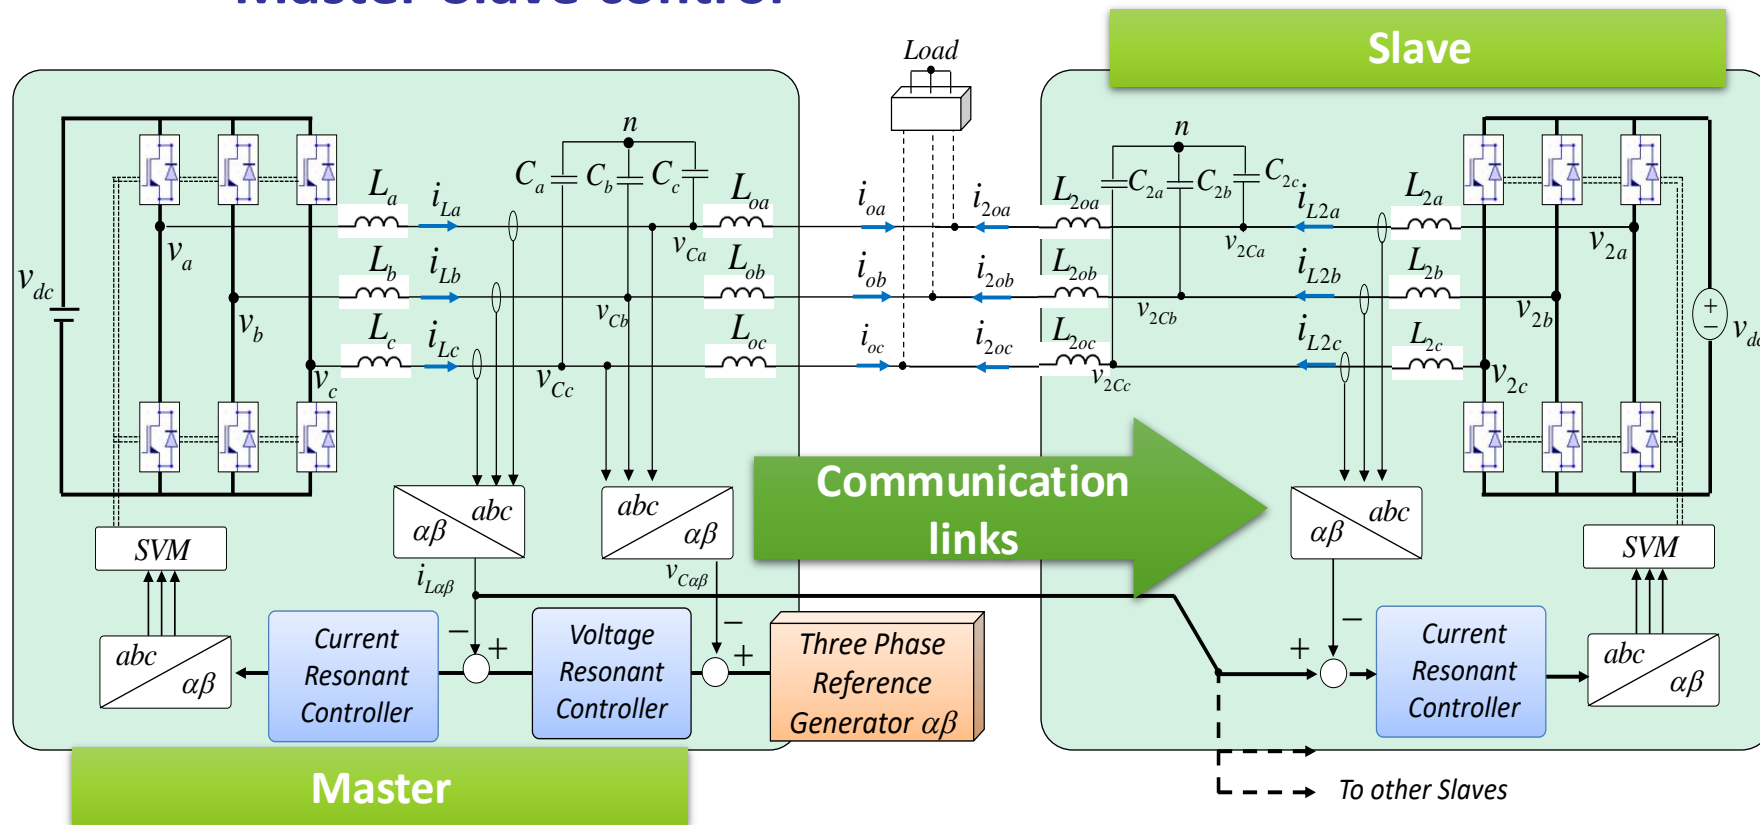 Master-Slave control
Slave
Load
n
n
C_a
C_b
C_c
C_2a
C_2b
C_2c
L_a
i_La
L_oa
i_oa
i_2oa
L_2oa
i_L2a
L_2a
v_a
v_Ca
v_2Ca
v_2a
v_dc
L_b
i_Lb
L_ob
i_ob
i_2ob
L_2ob
i_L2b
L_2b
v_b
v_Cb
v_2Cb
v_2b
+
−
v_dc
L_c
i_Lc
L_oc
i_oc
i_2oc
L_2oc
i_L2c
L_2c
v_c
v_Cc
v_2Cc
v_2c
Communication
links
abc
αβ
abc
αβ
abc
αβ
SVM
SVM
i_Lαβ
v_Cαβ
Current
Resonant
Controller
−
+
Voltage
Resonant
Controller
−
+
Three Phase
Reference
Generator αβ
+
−
Current
Resonant
Controller
abc
αβ
abc
αβ
Master
To other Slaves